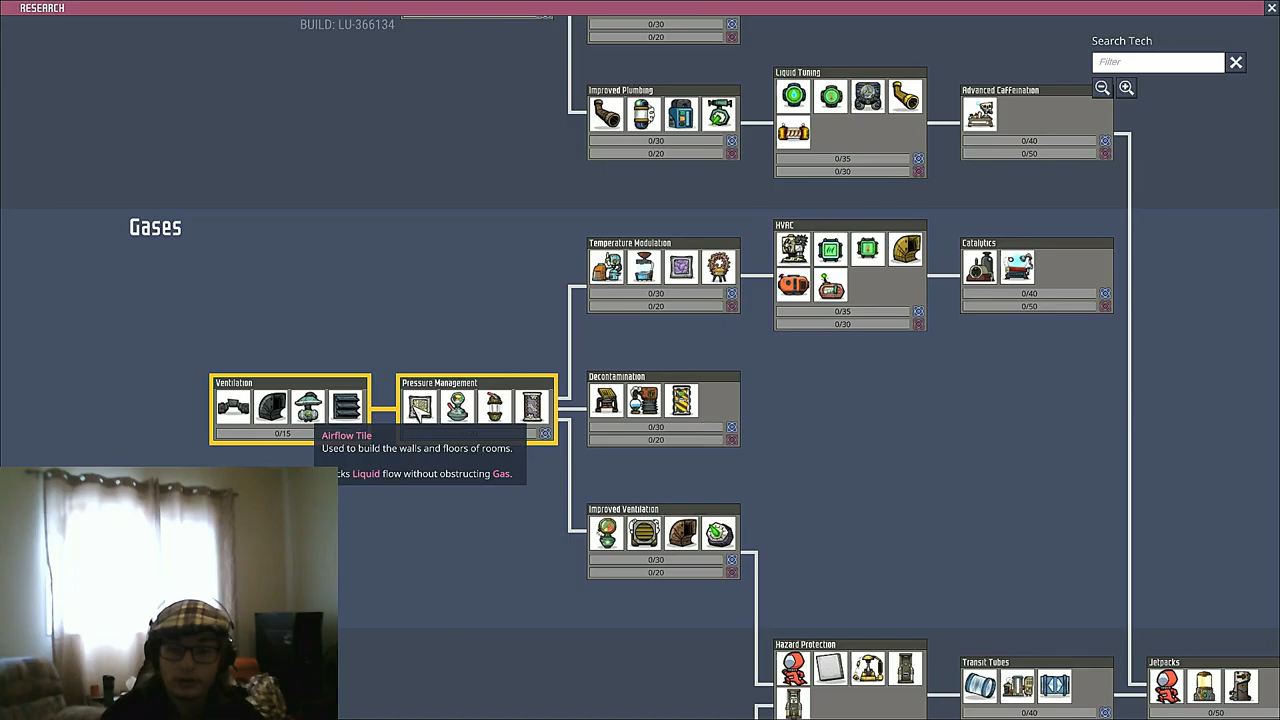 RESEARCH
BUILD: LU-366134
Search Tech
Filter
0/30
0/20
Improved Plumbing
0/30
0/20
Liquid Tuning
0/35
0/30
Advanced Caffeination
0/40
0/50
Gases
Temperature Modulation
0/30
0/20
HVAC
0/35
0/30
Catalytics
0/40
0/50
Ventilation
0/15
Pressure Management
Airflow Tile
Used to build the walls and floors of rooms.
cks Liquid flow without obstructing Gas.
Decontamination
0/30
0/20
Improved Ventilation
0/30
0/20
Hazard Protection
Transit Tubes
0/40
Jetpacks
0/50